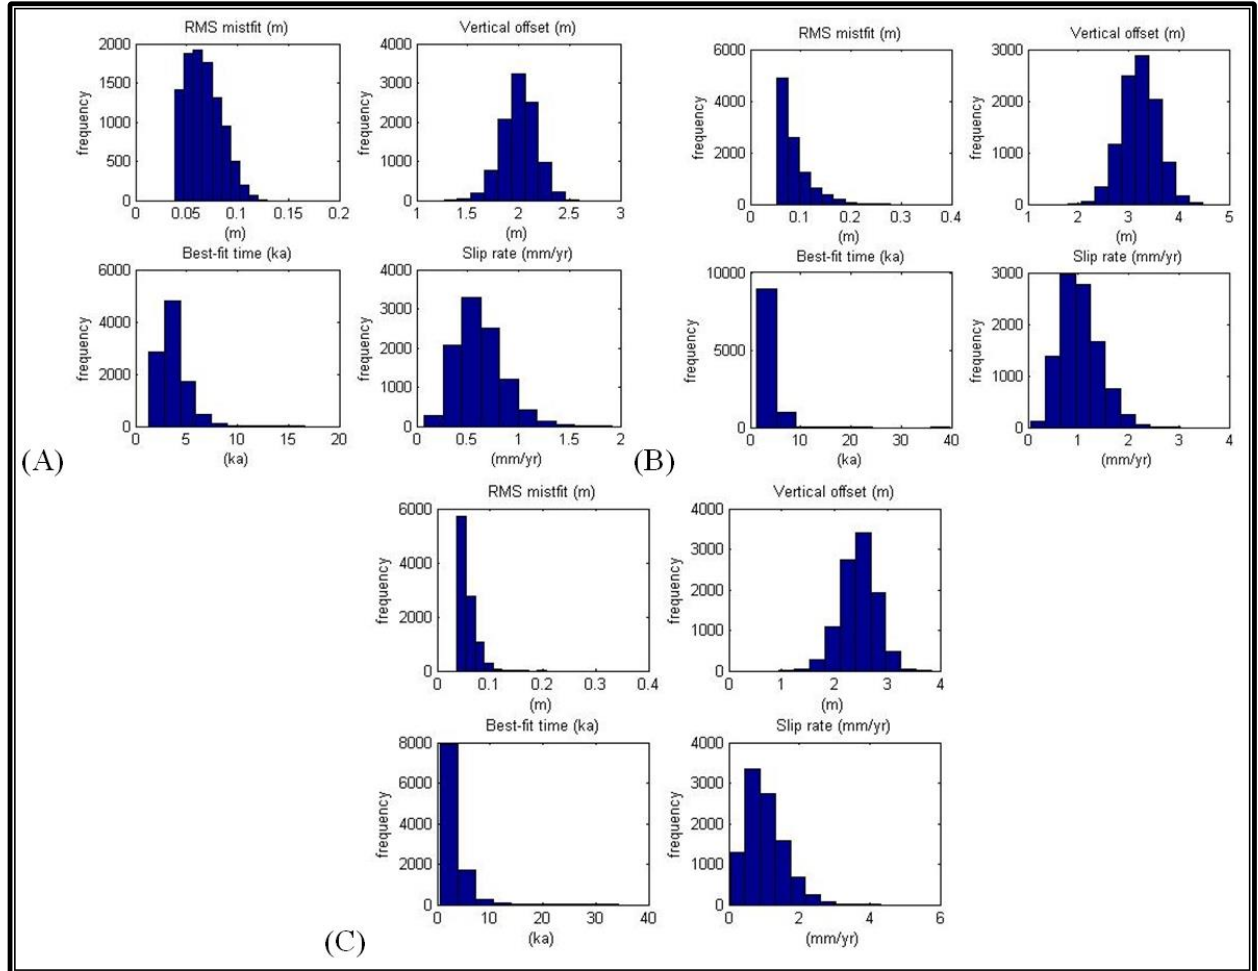 RMS mistfit (m)
2000
1500
1000
500
0
frequency
0 0.05 0.1 0.15 0.2
(m)
Vertical offset (m)
4000
3000
2000
1000
0
frequency
1 1.5 2 2.5 3
(m)
Best-fit time (ka)
6000
4000
2000
0
frequency
0 5 10 15 20
(ka)
Slip rate (mm/yr)
4000
3000
2000
1000
0
frequency
0 0.5 1 1.5 2
(mm/yr)
(A)
RMS mistfit (m)
6000
4000
2000
0
frequency
0 0.1 0.2 0.3 0.4
(m)
Vertical offset (m)
3000
2000
1000
0
frequency
1 2 3 4 5
(m)
Best-fit time (ka)
10000
5000
0
frequency
0 10 20 30 40
(ka)
Slip rate (mm/yr)
3000
2000
1000
0
frequency
0 1 2 3 4
(mm/yr)
(B)
RMS mistfit (m)
6000
4000
2000
0
frequency
0 0.1 0.2 0.3 0.4
(m)
Vertical offset (m)
4000
3000
2000
1000
0
frequency
0 1 2 3 4
(m)
Best-fit time (ka)
8000
6000
4000
2000
0
frequency
0 10 20 30 40
(ka)
Slip rate (mm/yr)
4000
3000
2000
1000
0
frequency
0 2 4 6
(mm/yr)
(C)